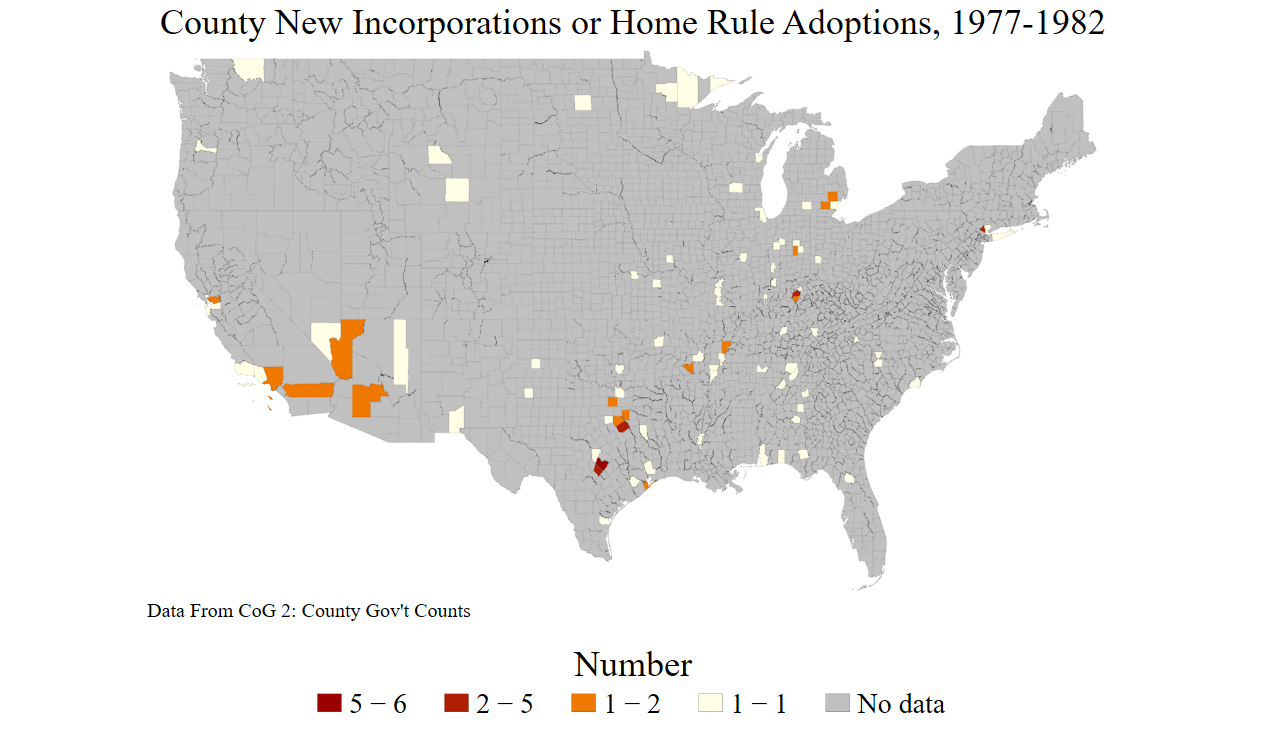 County New Incorporations or Home Rule Adoptions, 1977-1982
Data From CoG 2: County Gov't Counts
Number
5 − 6 2 − 5 1 − 2 1 − 1 No data